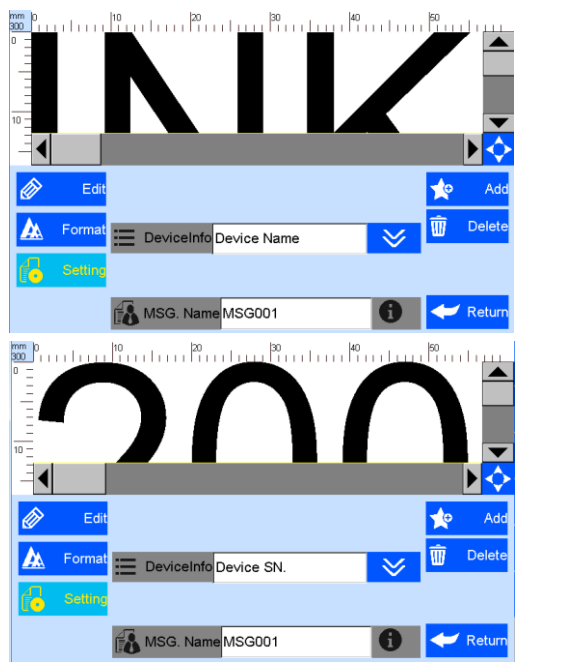 mm 0 10 20 30 40 50
300
0
INK
10
Edit Add
Format DeviceInfo Device Name Delete
Setting
MSG. Name MSG001 Return
mm 0 10 20 30 40 50
300
0
200
10
Edit Add
Format DeviceInfo Device SN. Delete
Setting
MSG. Name MSG001 Return